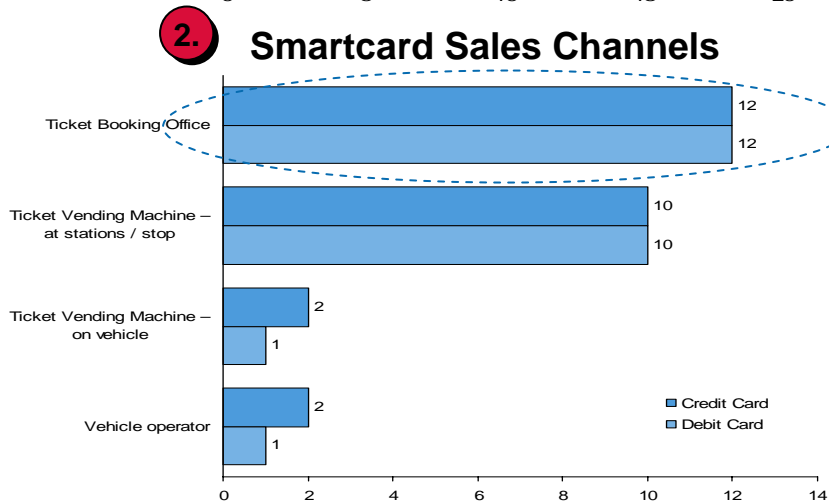 2.
Smartcard Sales Channels
Ticket Booking Office
12
12
Ticket Vending Machine –
at stations / stop
10
10
Ticket Vending Machine –
on vehicle
2
1
Vehicle operator
2
1
Credit Card
Debit Card
0 2 4 6 8 10 12 14